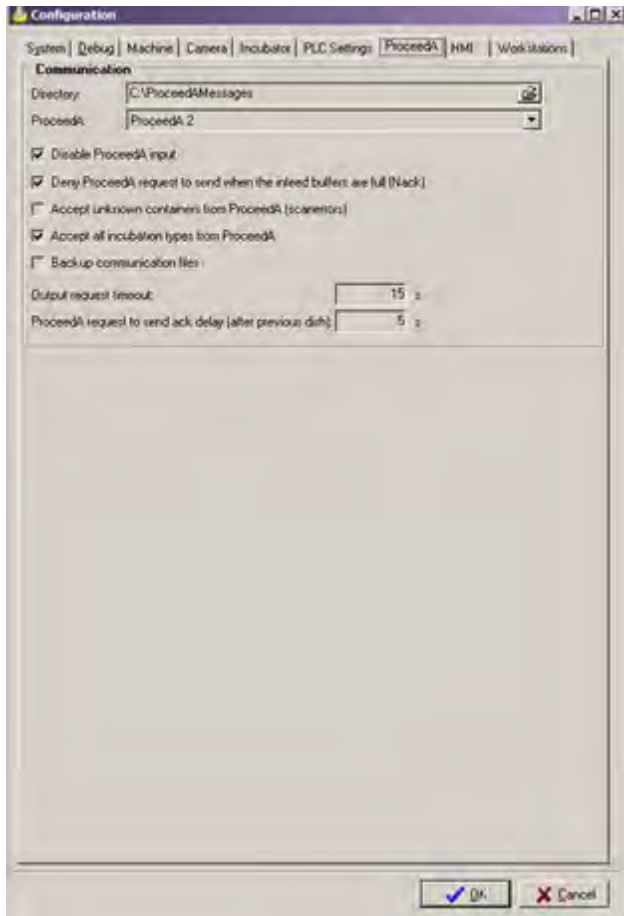 Configuration
System Debug Machine Camera Incubator PLC Settings ProceedA HMI Workstations
Communication
Directory: C:\ProceedAMessages
ProceedA: ProceedA 2
Disable ProceedA input
Deny ProceedA request to send when the infeed buffers are full (Nack)
Accept unknown containers from ProceedA (scanerrors)
Accept all incubation types from ProceedA
Backup communication files
Output request timeout: 15 s
ProceedA request to send ack delay (after previous dish): 5 s
OK Cancel